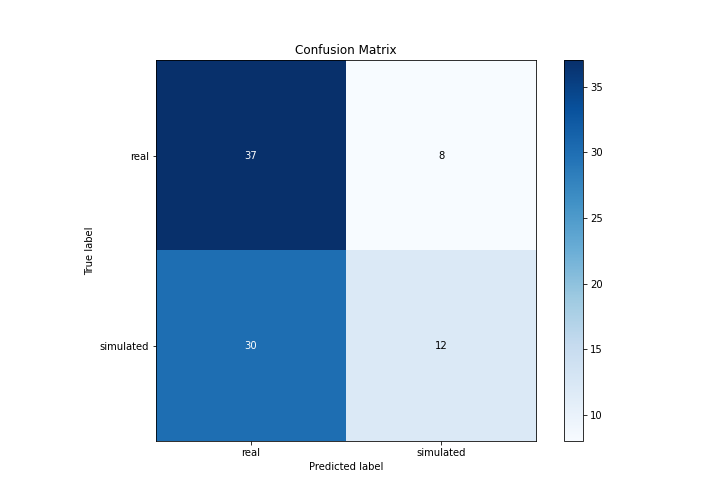 Confusion Matrix
True label
real
simulated
37
8
30
12
real
simulated
Predicted label
35
30
25
20
15
10